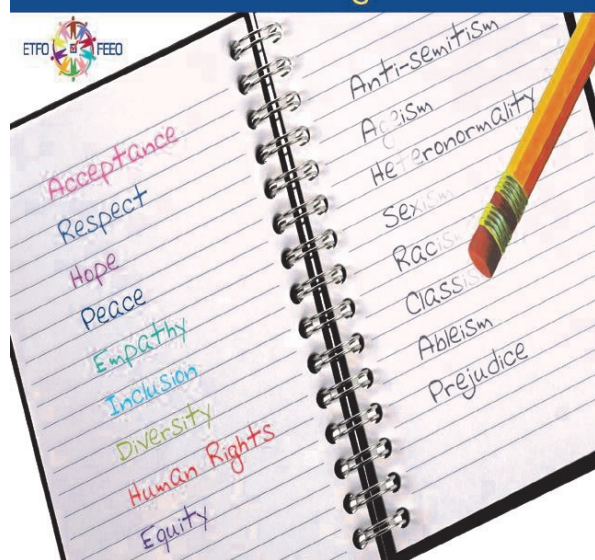 ETFO FEEO
Acceptance
Respect
Hope
Peace
Empathy
Inclusion
Diversity
Human Rights
Equity
Anti-semitism
Ageism
Heteronormality
Sexism
Racism
Classism
Ableism
Prejudice